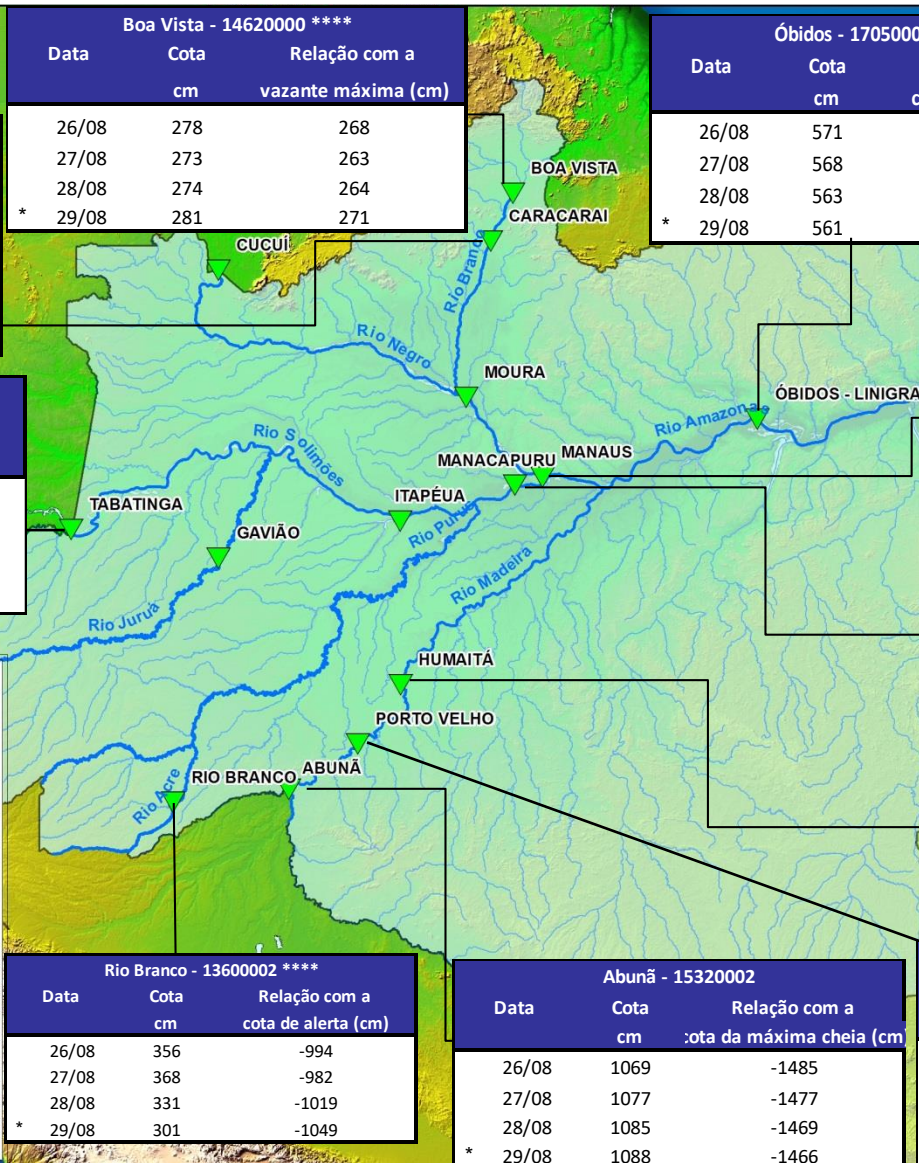 Boa Vista - 14620000 ****
Data Cota Relação com a
cm vazante máxima (cm)
26/08 278 268
27/08 273 263
28/08 274 264
* 29/08 281 271
Óbidos - 1705000
Data Cota
cm c
26/08 571
27/08 568
28/08 563
* 29/08 561
BOA VISTA
CARACARAI
CUCUÍ
Rio Branco
Rio Negro
MOURA
ÓBIDOS - LINIGRA
Rio Amazonas
Rio Solimões
MANACAPURU
MANAUS
TABATINGA
ITAPÉUA
GAVIÃO
Rio Purus
Rio Madeira
Rio Juruá
HUMAITÁ
PORTO VELHO
RIO BRANCO
ABUNÃ
Rio Acre
Rio Branco - 13600002 ****
Data Cota Relação com a
cm cota de alerta (cm)
26/08 356 -994
27/08 368 -982
28/08 331 -1019
* 29/08 301 -1049
Abunã - 15320002
Data Cota Relação com a
cm cota da máxima cheia (cm)
26/08 1069 -1485
27/08 1077 -1477
28/08 1085 -1469
* 29/08 1088 -1466